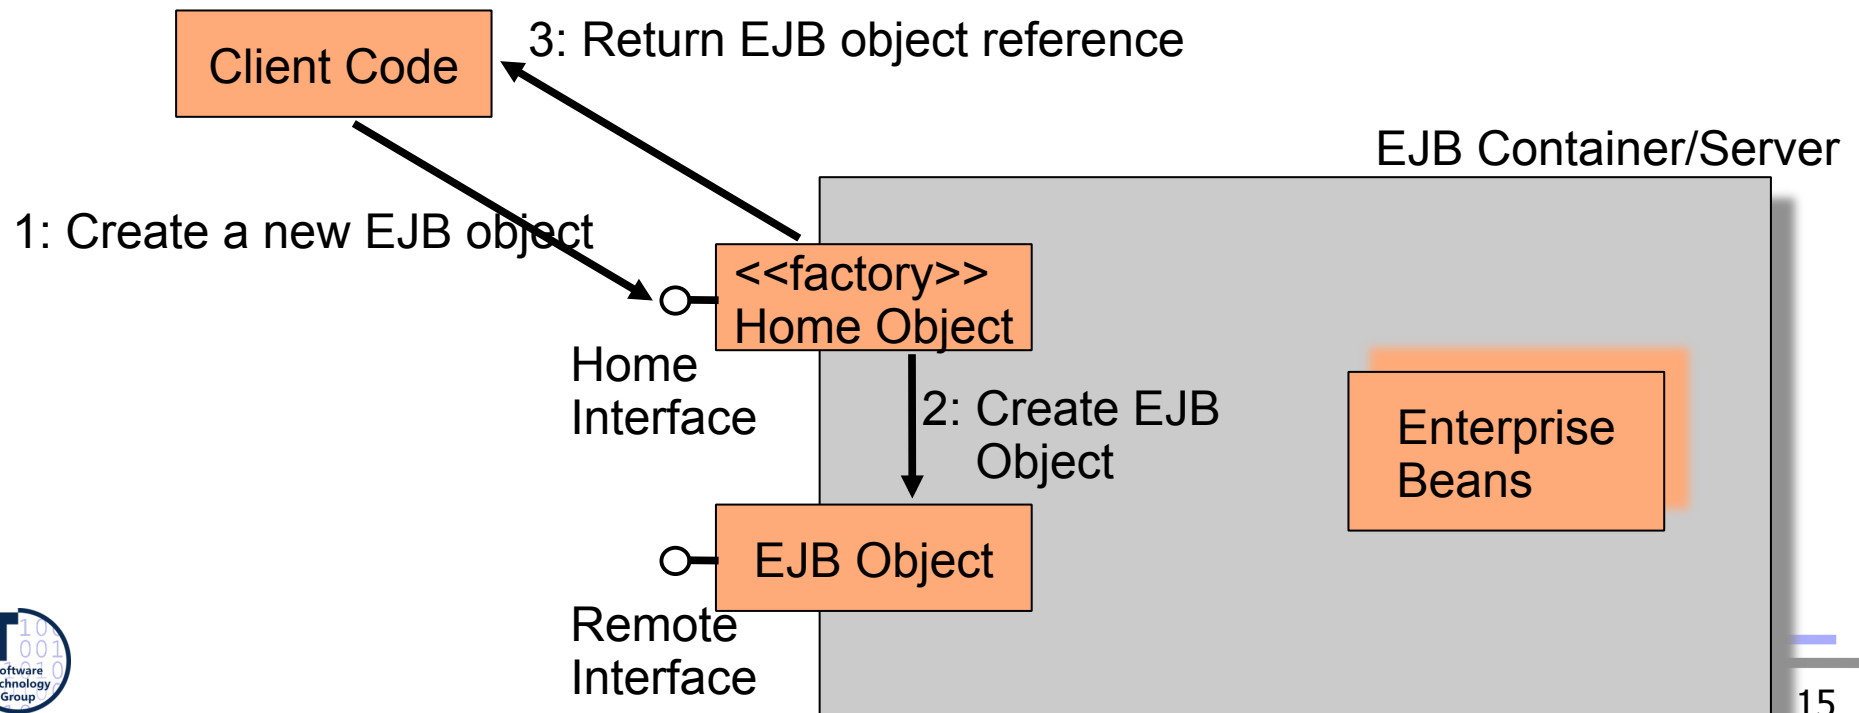 3: Return EJB object reference
Client Code
EJB Container/Server
1: Create a new EJB object
<<factory>>
Home Object
Home
Interface
2: Create EJB
Object
Enterprise
Beans
EJB Object
Remote
Interface
Group
15